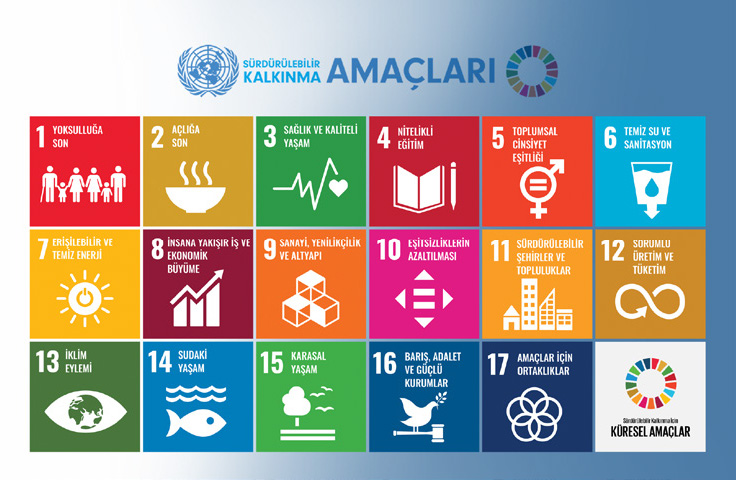 SÜRDÜRÜLEBİLİR
KALKINMA AMAÇLARI
1 YOKSULLUĞA
SON
2 AÇLIĞA
SON
3 SAĞLIK VE KALİTELİ
YAŞAM
4 NİTELİKLİ
EĞİTİM
5 TOPLUMSAL
CİNSİYET
EŞİTLİĞİ
6 TEMİZ SU VE
SANİTASYON
7 ERİŞİLEBİLİR VE
TEMİZ ENERJİ
8 İNSANA YAKIŞIR İŞ VE
EKONOMİK
BÜYÜME
9 SANAYİ, YENİLİKÇİLİK
VE ALTYAPI
10 EŞİTSİZLİKLERİN
AZALTILMASI
11 SÜRDÜRÜLEBİLİR
ŞEHİRLER VE
TOPLULUKLAR
12 SORUMLU
ÜRETİM VE
TÜKETİM
13 İKLİM
EYLEMİ
14 SUDAKİ
YAŞAM
15 KARASAL
YAŞAM
16 BARIŞ, ADALET
VE GÜÇLÜ
KURUMLAR
17 AMAÇLAR İÇİN
ORTAKLIKLAR
Sürdürülebilir Kalkınma İçin
KÜRESEL AMAÇLAR